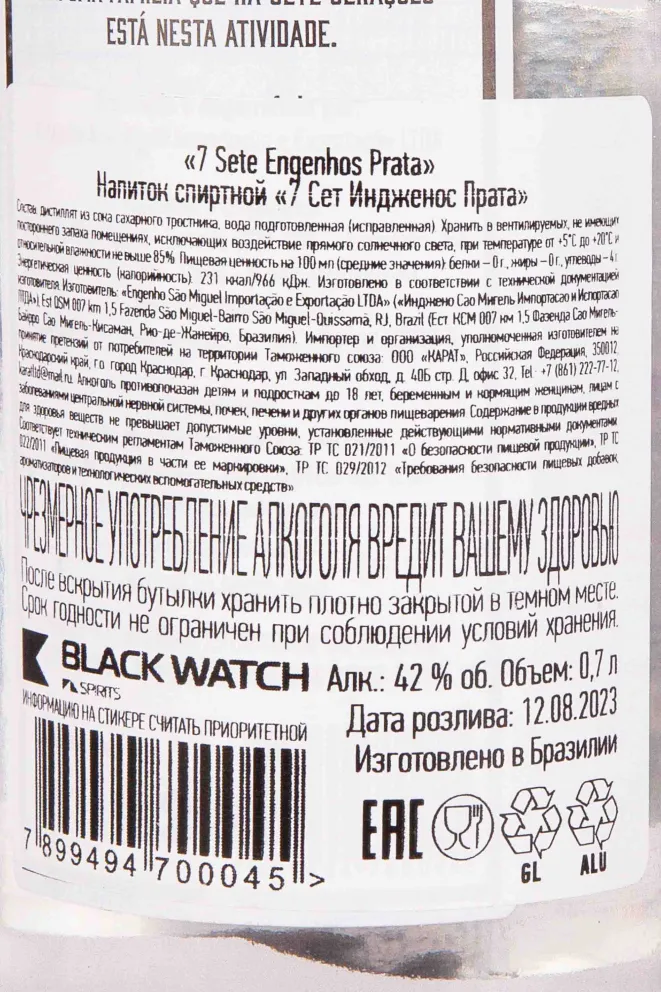 ESTÁ NESTA ATIVIDADE.
«7 Sete Engenhos Prata»
Напиток спиртной «7 Сет Индженос Прата»
Состав: дистиллят из сока сахарного тростника, вода подготовленная (исправленная). Хранить в вентилируемых, не имеющих
постороннего запаха помещениях, исключающих воздействие прямого солнечного света, при температуре от +5°С до +20°С и
относительной влажности не выше 85%. Пищевая ценность на 100 мл (средние значения): белки – 0 г, жиры – 0 г, углеводы – 4 г.
Энергетическая ценность (калорийность): 231 ккал/966 кДж. Изготовлено в соответствии с технической документацией
изготовителя. Изготовитель: «Engenho São Miguel Importação e Exportação LTDA» («Инджено Сао Мигель Импортасао и Испортасао
ЛТДА»), Est QSM 007 km 1,5 Fazenda São Miguel-Bairro São Miguel-Quissamã, RJ, Brazil (Ест КСМ 007 км 1,5 Фазенда Сао Мигель-
Байрро Сао Мигель-Кисаман, Рио-де-Жанейро, Бразилия). Импортер и организация, уполномоченная изготовителем на
принятие претензий от потребителей на территории Таможенного союза: ООО «КАРАТ», Российская Федерация, 350012,
Краснодарский край, г.о. город Краснодар, г. Краснодар, ул. Западный обход, д. 40Б стр. Д, офис 32, Tel: +7 (861) 222-77-12,
karatltd@mail.ru. Алкоголь противопоказан детям и подросткам до 18 лет, беременным и кормящим женщинам, лицам с
заболеваниями центральной нервной системы, почек, печени и других органов пищеварения. Содержание в продукции вредных
для здоровья веществ не превышает допустимые уровни, установленные действующими нормативными документами.
Соответствует техническим регламентам Таможенного Союза: ТР ТС 021/2011 «О безопасности пищевой продукции», ТР ТС
022/2011 «Пищевая продукция в части ее маркировки», ТР ТС 029/2012 «Требования безопасности пищевых добавок,
ароматизаторов и технологических вспомогательных средств»
ЧРЕЗМЕРНОЕ УПОТРЕБЛЕНИЕ АЛКОГОЛЯ ВРЕДИТ ВАШЕМУ ЗДОРОВЬЮ
После вскрытия бутылки хранить плотно закрытой в темном месте.
Срок годности не ограничен при соблюдении условий хранения.
BLACK WATCH
SPIRITS
Алк.: 42 % об. Объем: 0,7 л
ИНФОРМАЦИЮ НА СТИКЕРЕ СЧИТАТЬ ПРИОРИТЕТНОЙ
Дата розлива: 12.08.2023
Изготовлено в Бразилии
EAC
GL
ALU
7 899494 700045 >